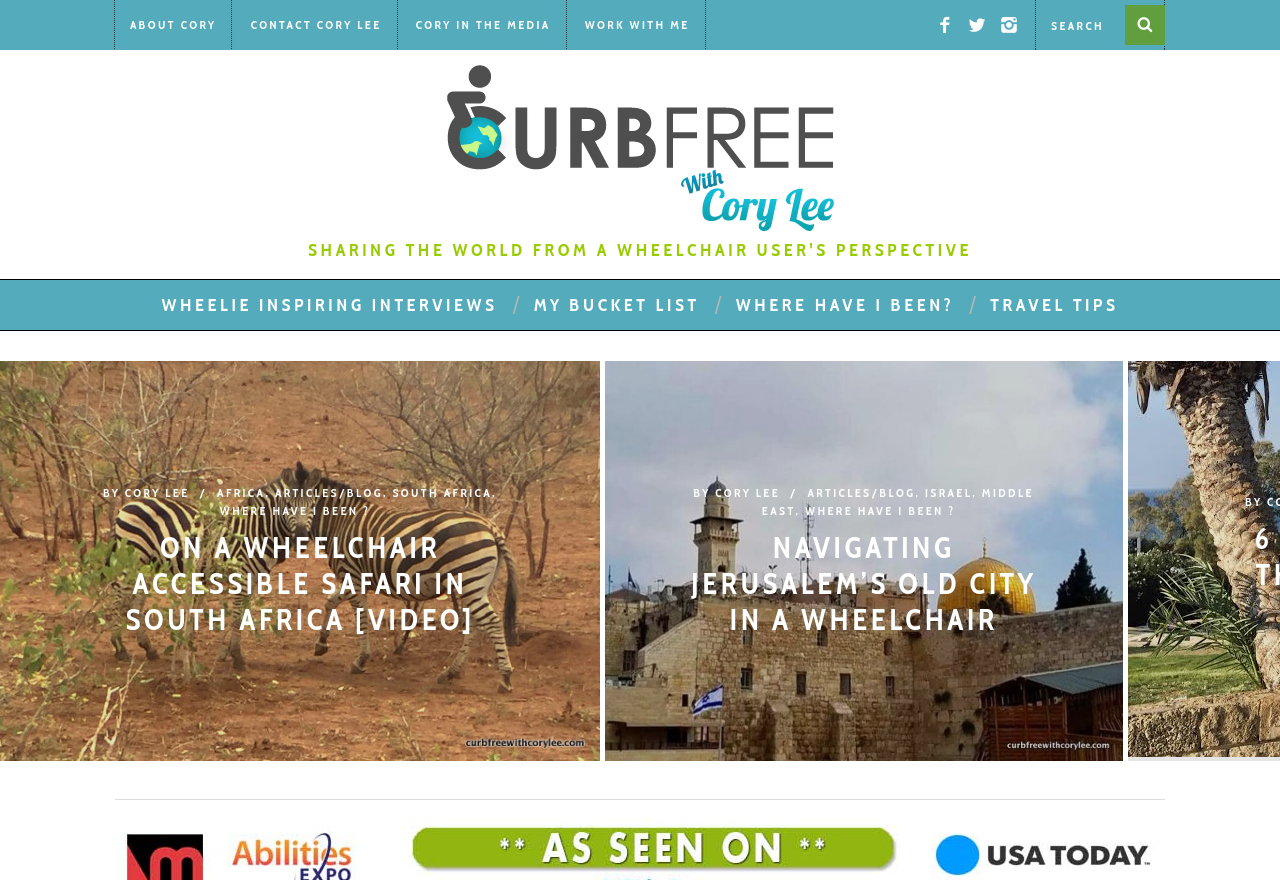 ABOUT CORY
CONTACT CORY LEE
CORY IN THE MEDIA
WORK WITH ME
SEARCH
CURBFREE
With
Cory Lee
SHARING THE WORLD FROM A WHEELCHAIR USER'S PERSPECTIVE
WHEELIE INSPIRING INTERVIEWS / MY BUCKET LIST / WHERE HAVE I BEEN? / TRAVEL TIPS
BY CORY LEE / AFRICA, ARTICLES/BLOG, SOUTH AFRICA,
WHERE HAVE I BEEN ?
ON A WHEELCHAIR
ACCESSIBLE SAFARI IN
SOUTH AFRICA [VIDEO]
curbfreewithcorylee.com
BY CORY LEE / ARTICLES/BLOG, ISRAEL, MIDDLE
EAST, WHERE HAVE I BEEN ?
NAVIGATING
JERUSALEM'S OLD CITY
IN A WHEELCHAIR
curbfreewithcorylee.com
BY
6
Abilities
EXPO
** AS SEEN ON **
USA TODAY